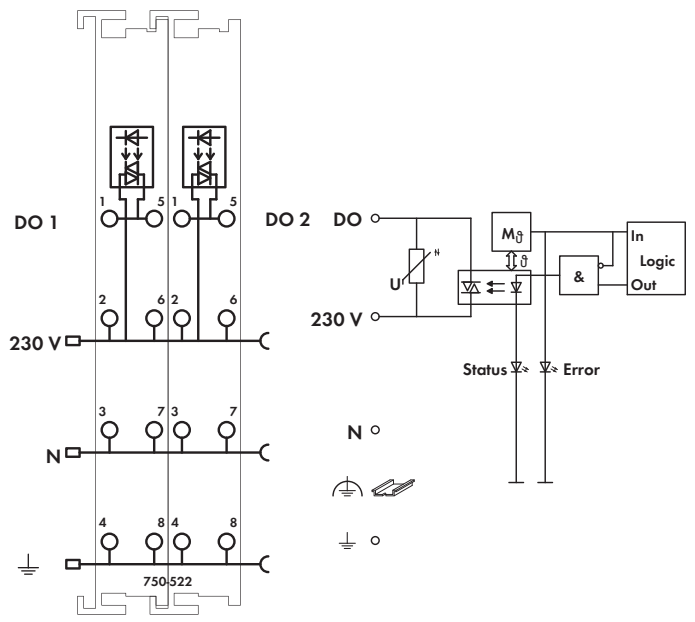 1 5 1 5
DO 1 DO 2
2 6 2 6
230 V
3 7 3 7
N
4 8 4 8
750-522
DO
Mϑ
In
ϑ
Logic
&
Out
U
230 V
Status Error
N